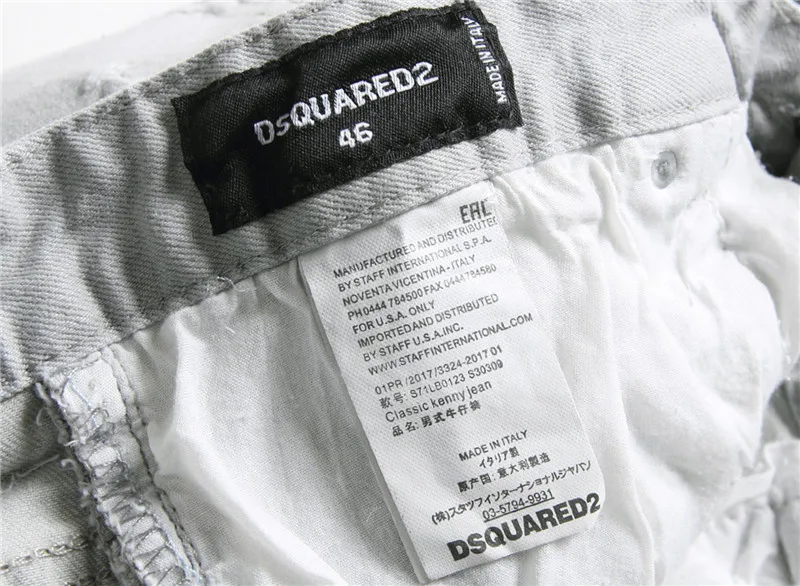 DSQUARED2
46
MADE IN ITALY
EAC
MANUFACTURED AND DISTRIBUTED
BY STAFF INTERNATIONAL S.P.A.
NOVENTA VICENTINA - ITALY
PH 0444 784500 FAX 0444784580
FOR U.S.A. ONLY
IMPORTED AND DISTRIBUTED
BY STAFF U.S.A.INC.
WWW.STAFFINTERNATIONAL.COM
01PR /2017/3324-2017 01
款号: S71LB0123 S30309
Classic kenny jean
品名: 男式牛仔裤
MADE IN ITALY
イタリア製
原产国: 意大利製造
(株)スタッフインターナショナルジャパン
03-5794-9931
DSQUARED2